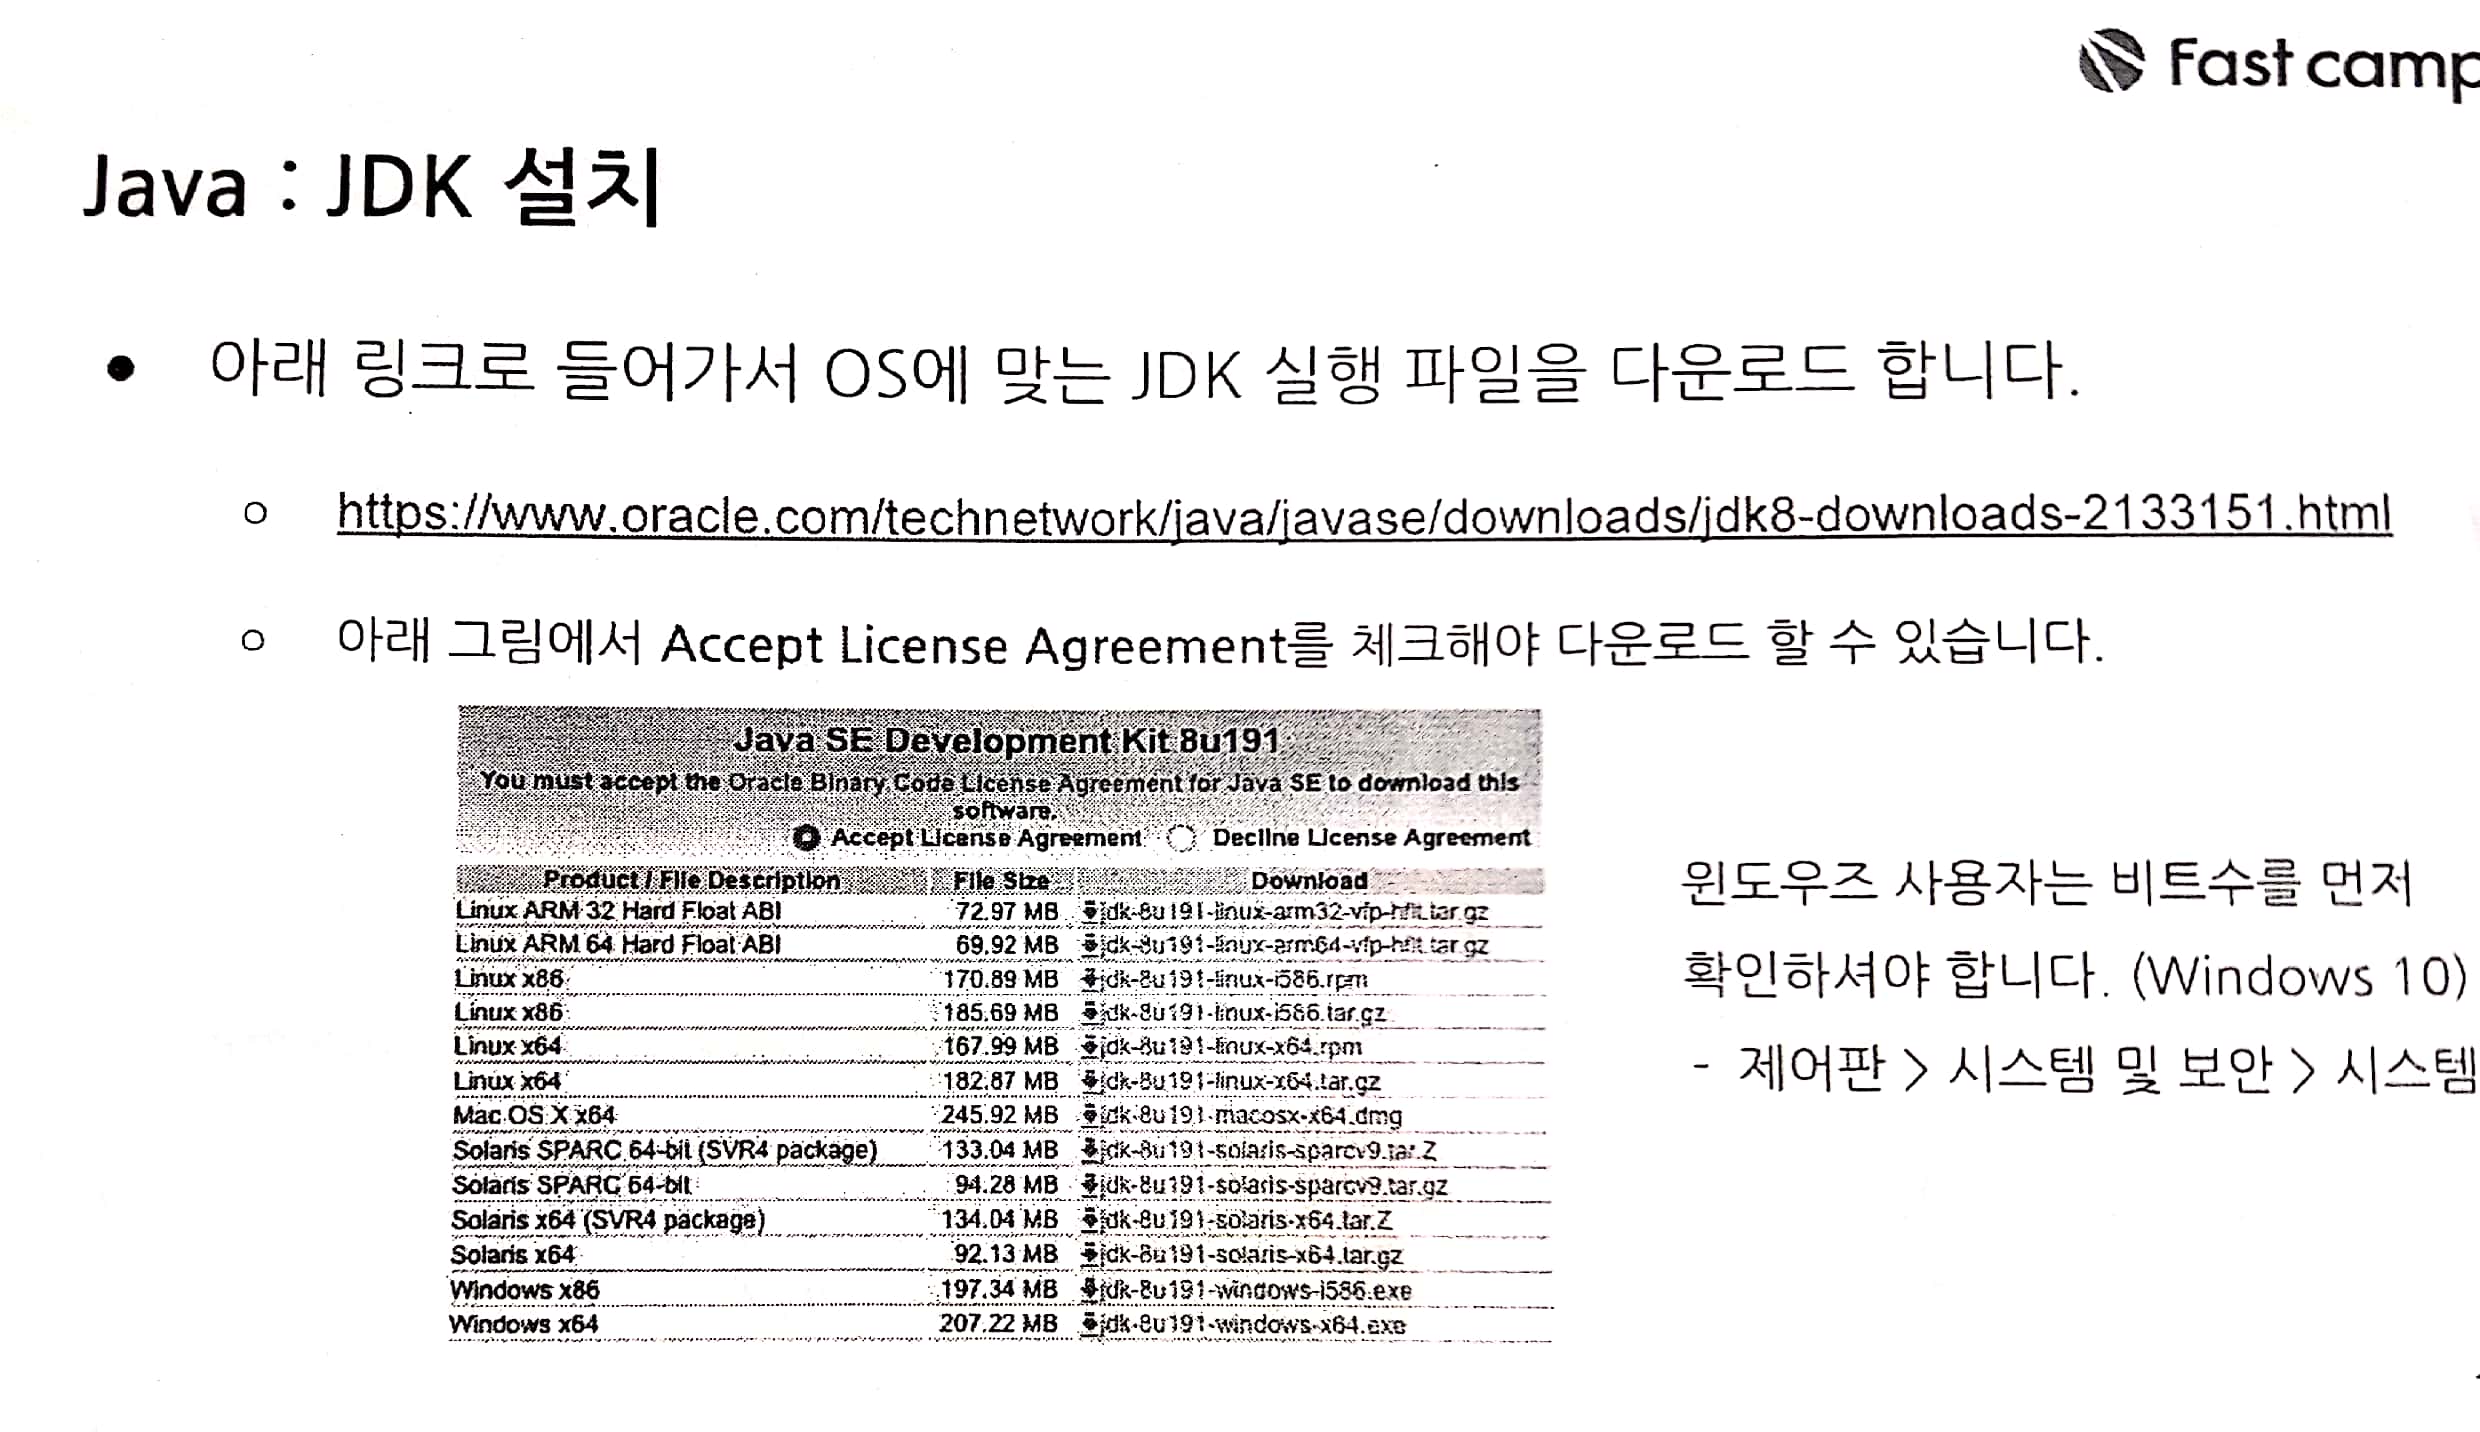 Fast camp
Java : JDK 설치
● 아래 링크로 들어가서 OS에 맞는 JDK 실행 파일을 다운로드 합니다.
○ https://www.oracle.com/technetwork/java/javase/downloads/jdk8-downloads-2133151.html
○ 아래 그림에서 Accept License Agreement를 체크해야 다운로드 할 수 있습니다.
Java SE Development Kit 8u191
You must accept the Oracle Binary Code License Agreement for Java SE to download this
software.
Accept License Agreement Decline License Agreement
Product / File Description File Size Download
Linux ARM 32 Hard Float ABI 72.97 MB jdk-8u191-linux-arm32-vfp-hflt.tar.gz
Linux ARM 64 Hard Float ABI 69.92 MB jdk-8u191-linux-arm64-vfp-hflt.tar.gz
Linux x86 170.89 MB jdk-8u191-linux-i586.rpm
Linux x86 185.69 MB jdk-8u191-linux-i586.tar.gz
Linux x64 167.99 MB jdk-8u191-linux-x64.rpm
Linux x64 182.87 MB jdk-8u191-linux-x64.tar.gz
Mac OS X x64 245.92 MB jdk-8u191-macosx-x64.dmg
Solaris SPARC 64-bit (SVR4 package) 133.04 MB jdk-8u191-solaris-sparcv9.tar.Z
Solaris SPARC 64-bit 94.28 MB jdk-8u191-solaris-sparcv9.tar.gz
Solaris x64 (SVR4 package) 134.04 MB jdk-8u191-solaris-x64.tar.Z
Solaris x64 92.13 MB jdk-8u191-solaris-x64.tar.gz
Windows x86 197.34 MB jdk-8u191-windows-i586.exe
Windows x64 207.22 MB jdk-8u191-windows-x64.exe
윈도우즈 사용자는 비트수를 먼저
확인하셔야 합니다. (Windows 10)
- 제어판 > 시스템 및 보안 > 시스템